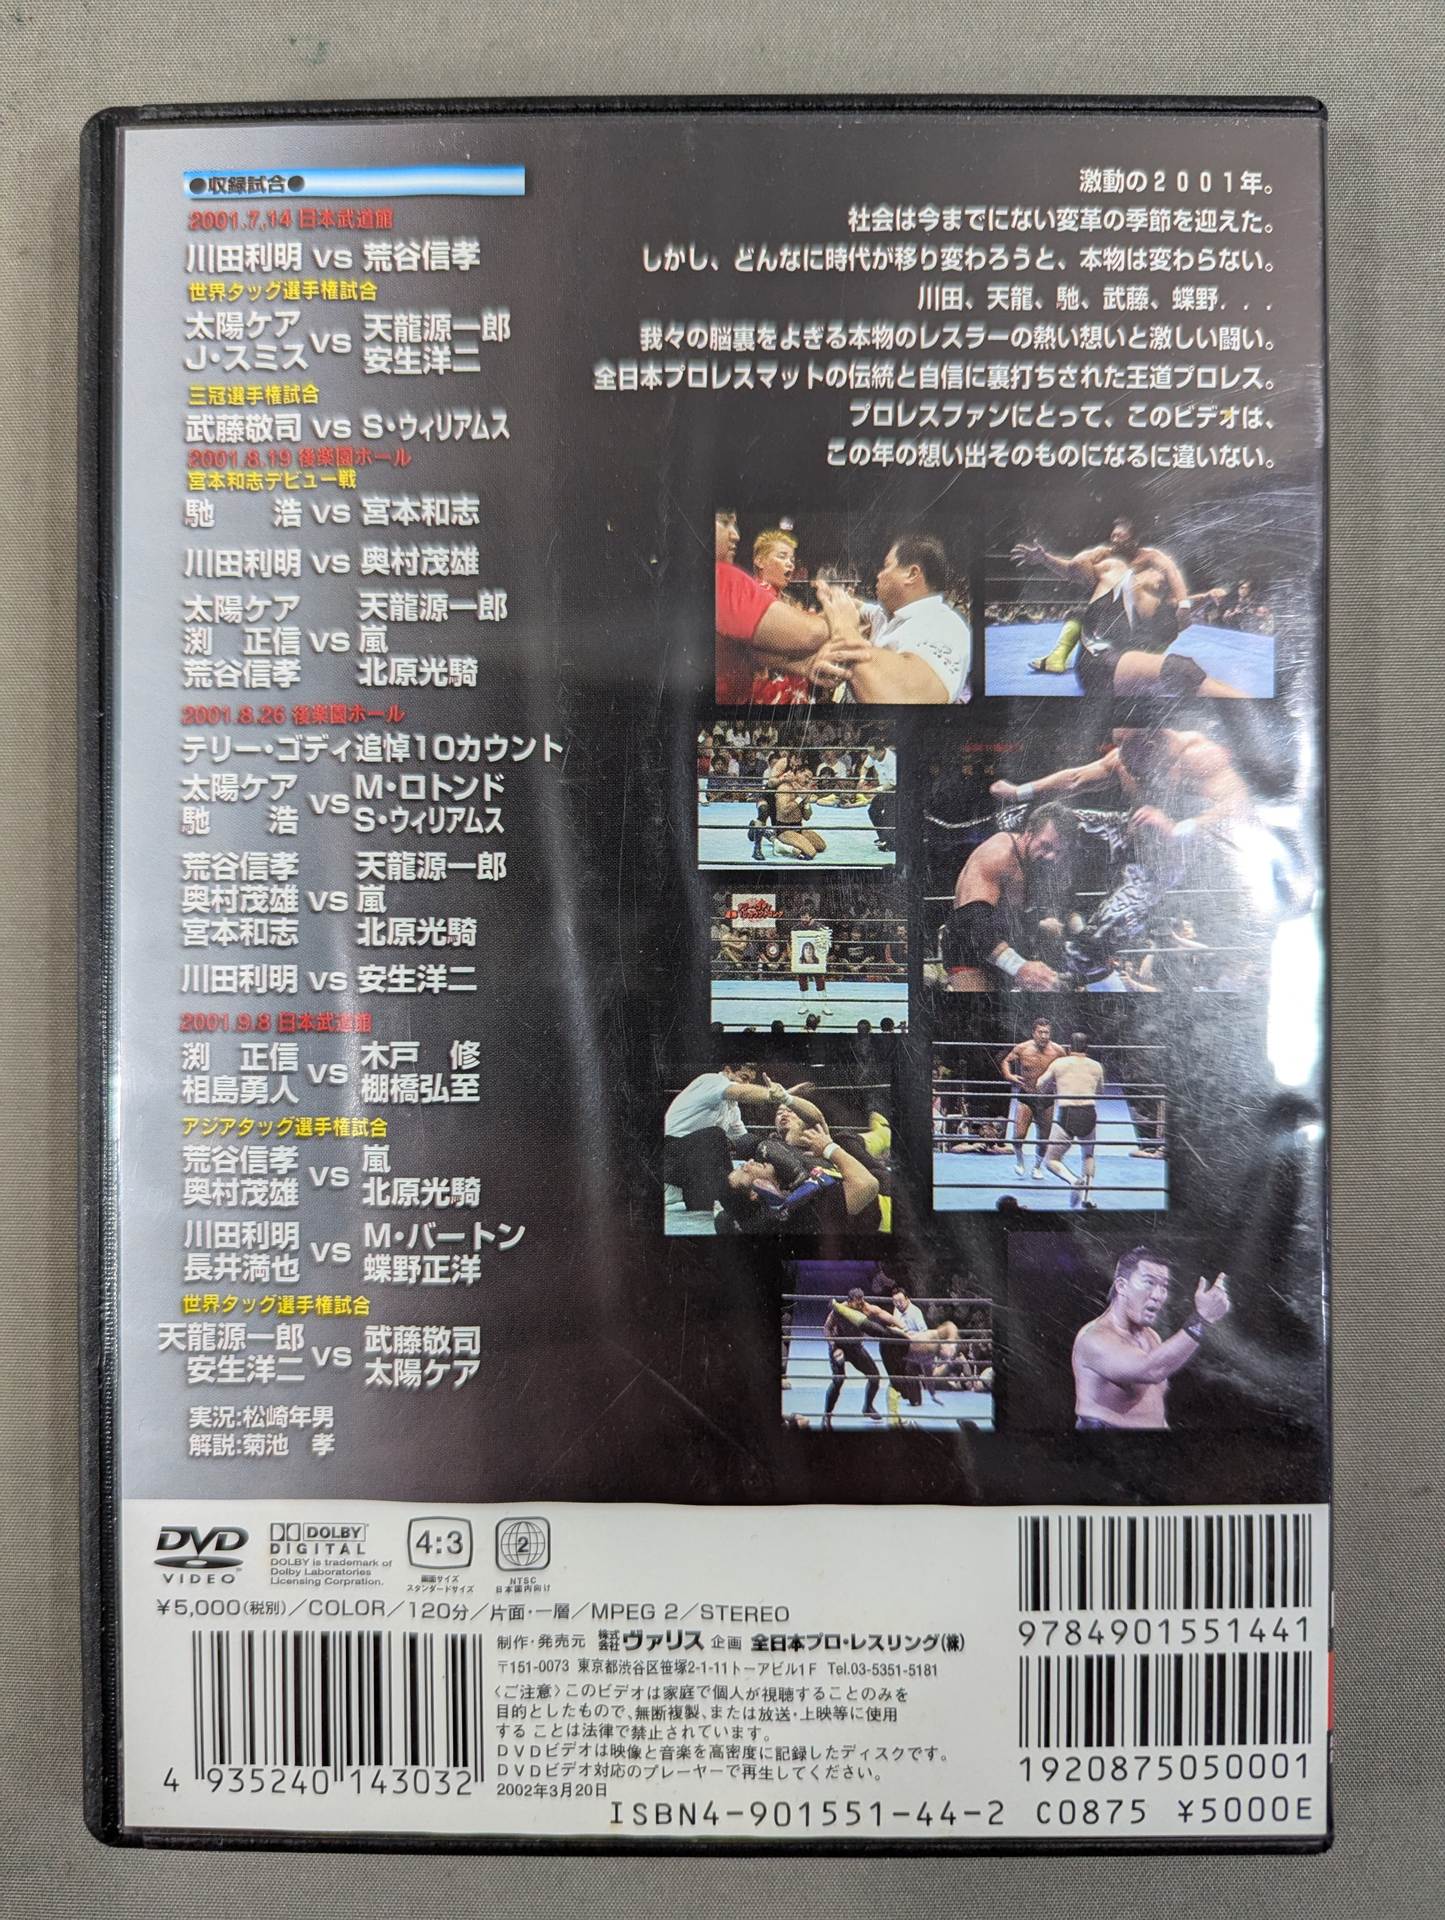 ●収録試合●
2001.7.14 日本武道館
川田利明 vs 荒谷信孝
世界タッグ選手権試合
太陽ケア
J・スミス
vs
天龍源一郎
安生洋二
三冠選手権試合
武藤敬司 vs S・ウィリアムス
2001.8.19 後楽園ホール
宮本和志デビュー戦
馳 浩 vs 宮本和志
川田利明 vs 奥村茂雄
太陽ケア 天龍源一郎
渕 正信 vs 嵐
荒谷信孝 北原光騎
2001.8.26 後楽園ホール
テリー・ゴディ追悼10カウント
太陽ケア
馳 浩
vs
M・ロトンド
S・ウィリアムス
荒谷信孝 天龍源一郎
奥村茂雄 vs 嵐
宮本和志 北原光騎
川田利明 vs 安生洋二
2001.9.8 日本武道館
渕 正信
相島勇人
vs
木戸 修
棚橋弘至
アジアタッグ選手権試合
荒谷信孝
奥村茂雄
vs
嵐
北原光騎
川田利明
長井満也
vs
M・バートン
蝶野正洋
世界タッグ選手権試合
天龍源一郎
安生洋二
vs
武藤敬司
太陽ケア
実況:松崎年男
解説:菊池 孝
激動の2001年。
社会は今までにない変革の季節を迎えた。
しかし、どんなに時代が移り変わろうと、本物は変わらない。
川田、天龍、馳、武藤、蝶野...
我々の脳裏をよぎる本物のレスラーの熱い想いと激しい闘い。
全日本プロレスマットの伝統と自信に裏打ちされた王道プロレス。
プロレスファンにとって、このビデオは、
この年の想い出そのものになるに違いない。
DVD
VIDEO
DOLBY
DIGITAL
DOLBY is trademark of
Dolby Laboratories
Licensing Corpration.
4:3
画面サイズ
スタンダードサイズ
2
NTSC
日本国内向け
¥5,000(税別)/COLOR/120分/片面・一層/MPEG 2/STEREO
制作・発売元 株式会社ヴァリス 企画 全日本プロ・レスリング(株)
〒151-0073 東京都渋谷区笹塚2-1-11トーアビル1F Tel.03-5351-5181
〈ご注意〉このビデオは家庭で個人が視聴することのみを
目的としたもので、無断複製、または放送・上映等に使用
する ことは法律で禁止されています。
DVDビデオは映像と音楽を高密度に記録したディスクです。
DVDビデオ対応のプレーヤーで再生してください。
2002年3月20日
4 935240 143032
9784901551441
1920875050001
ISBN4-901551-44-2 C0875 ¥5000E